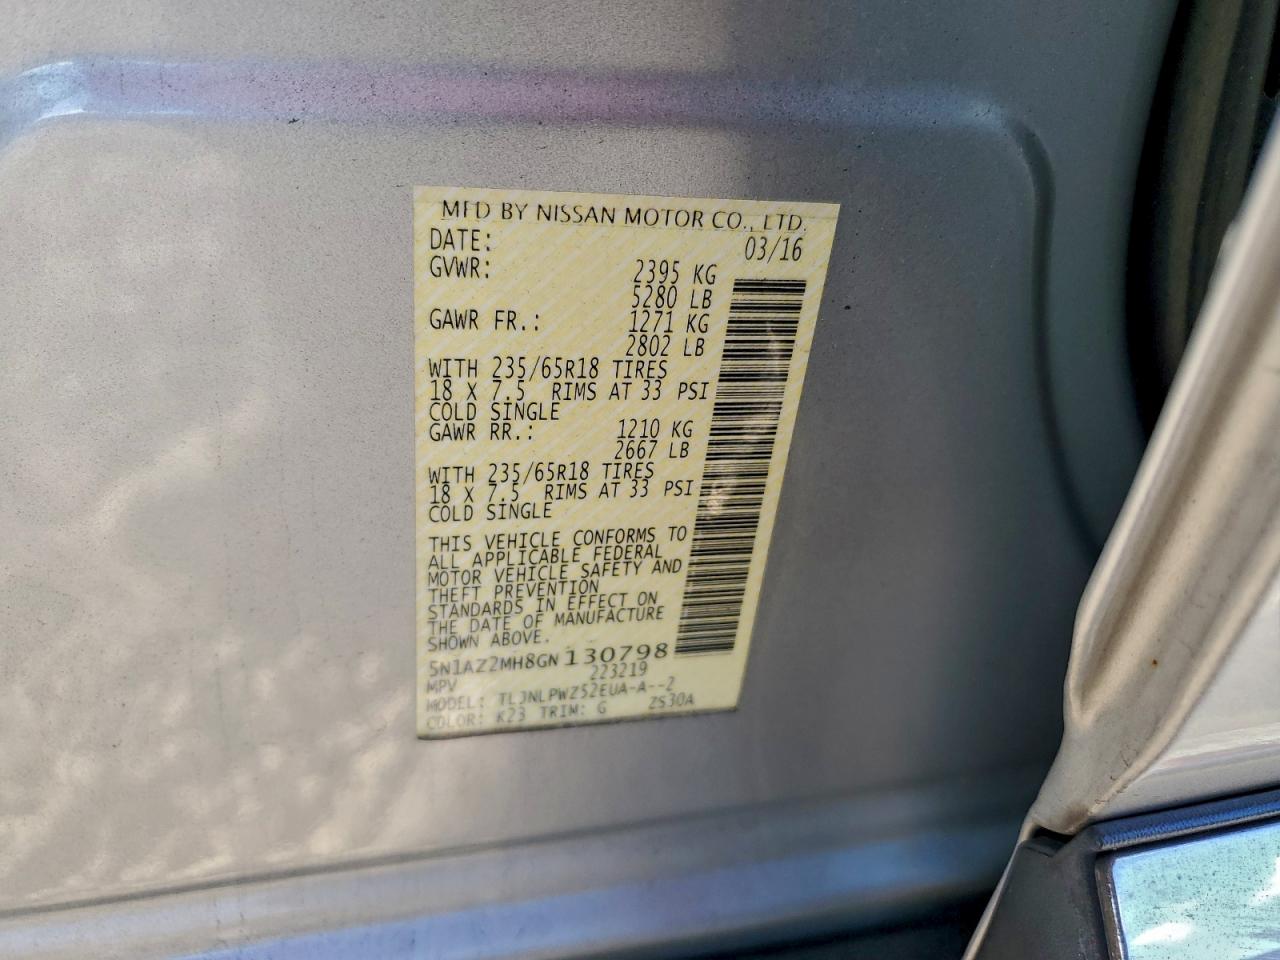 MFD BY NISSAN MOTOR CO., LTD.
DATE: 03/16
GVWR: 2395 KG
5280 LB
GAWR FR.: 1271 KG
2802 LB
WITH 235/65R18 TIRES
18 X 7.5 RIMS AT 33 PSI
COLD SINGLE
GAWR RR.: 1210 KG
2667 LB
WITH 235/65R18 TIRES
18 X 7.5 RIMS AT 33 PSI
COLD SINGLE
THIS VEHICLE CONFORMS TO
ALL APPLICABLE FEDERAL
MOTOR VEHICLE SAFETY AND
THEFT PREVENTION
STANDARDS IN EFFECT ON
THE DATE OF MANUFACTURE
SHOWN ABOVE.
5N1AZ2MH8GN130798
223219
MPV
MODEL: TLJNLPWZ52EUA-A--2
COLOR: K23 TRIM: G ZS30A